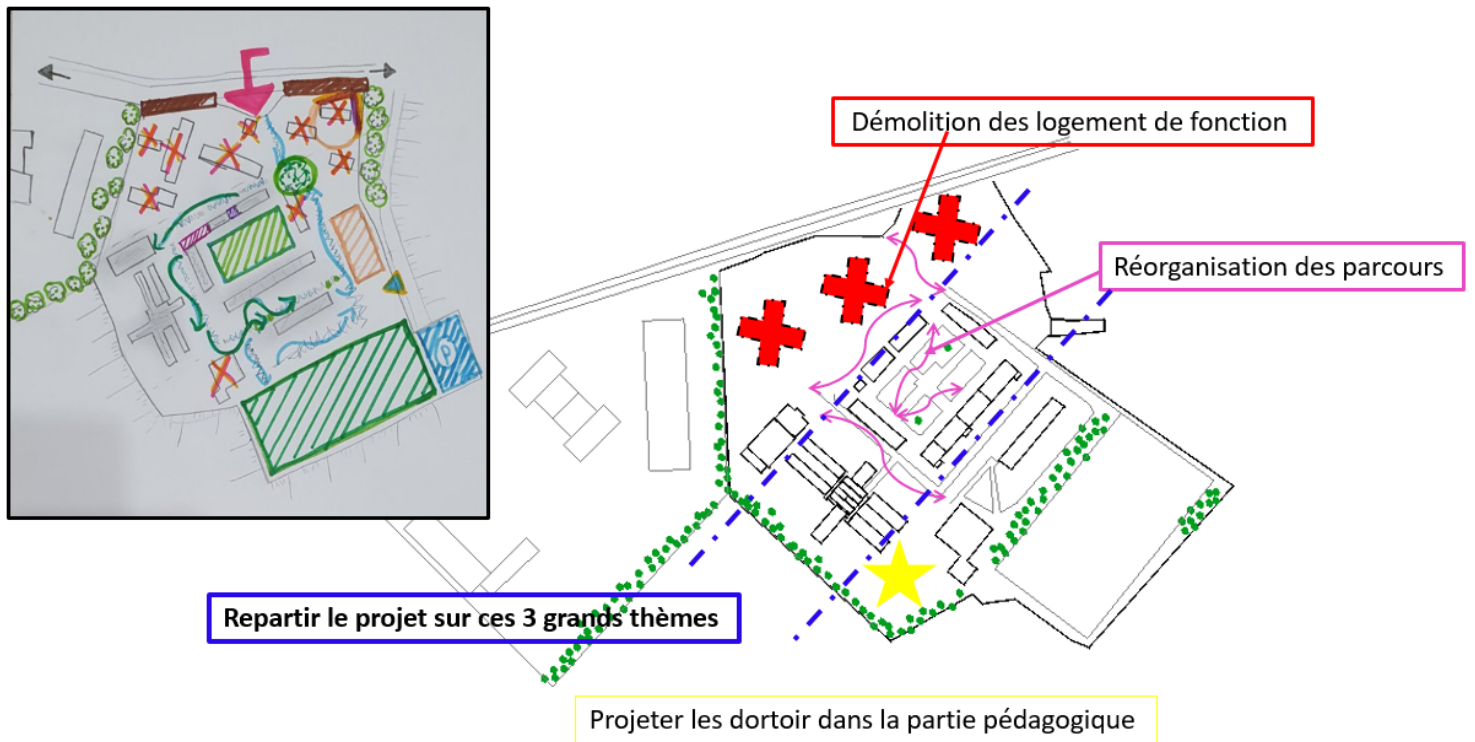 P
Démolition des logement de fonction
Réorganisation des parcours
Repartir le projet sur ces 3 grands thèmes
Projeter les dortoir dans la partie pédagogique